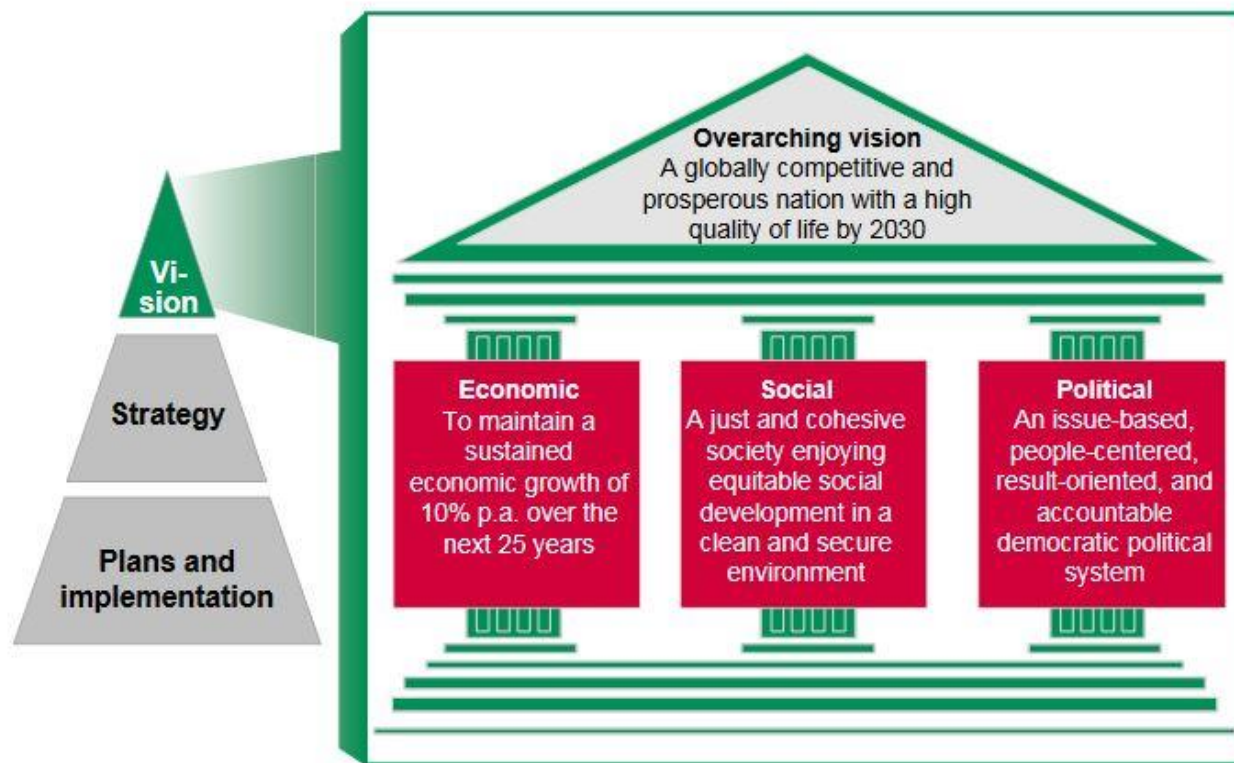 Vi-
sion
Strategy
Plans and
implementation
Overarching vision
A globally competitive and
prosperous nation with a high
quality of life by 2030
Economic
To maintain a
sustained
economic growth of
10% p.a. over the
next 25 years
Social
A just and cohesive
society enjoying
equitable social
development in a
clean and secure
environment
Political
An issue-based,
people-centered,
result-oriented, and
accountable
democratic political
system